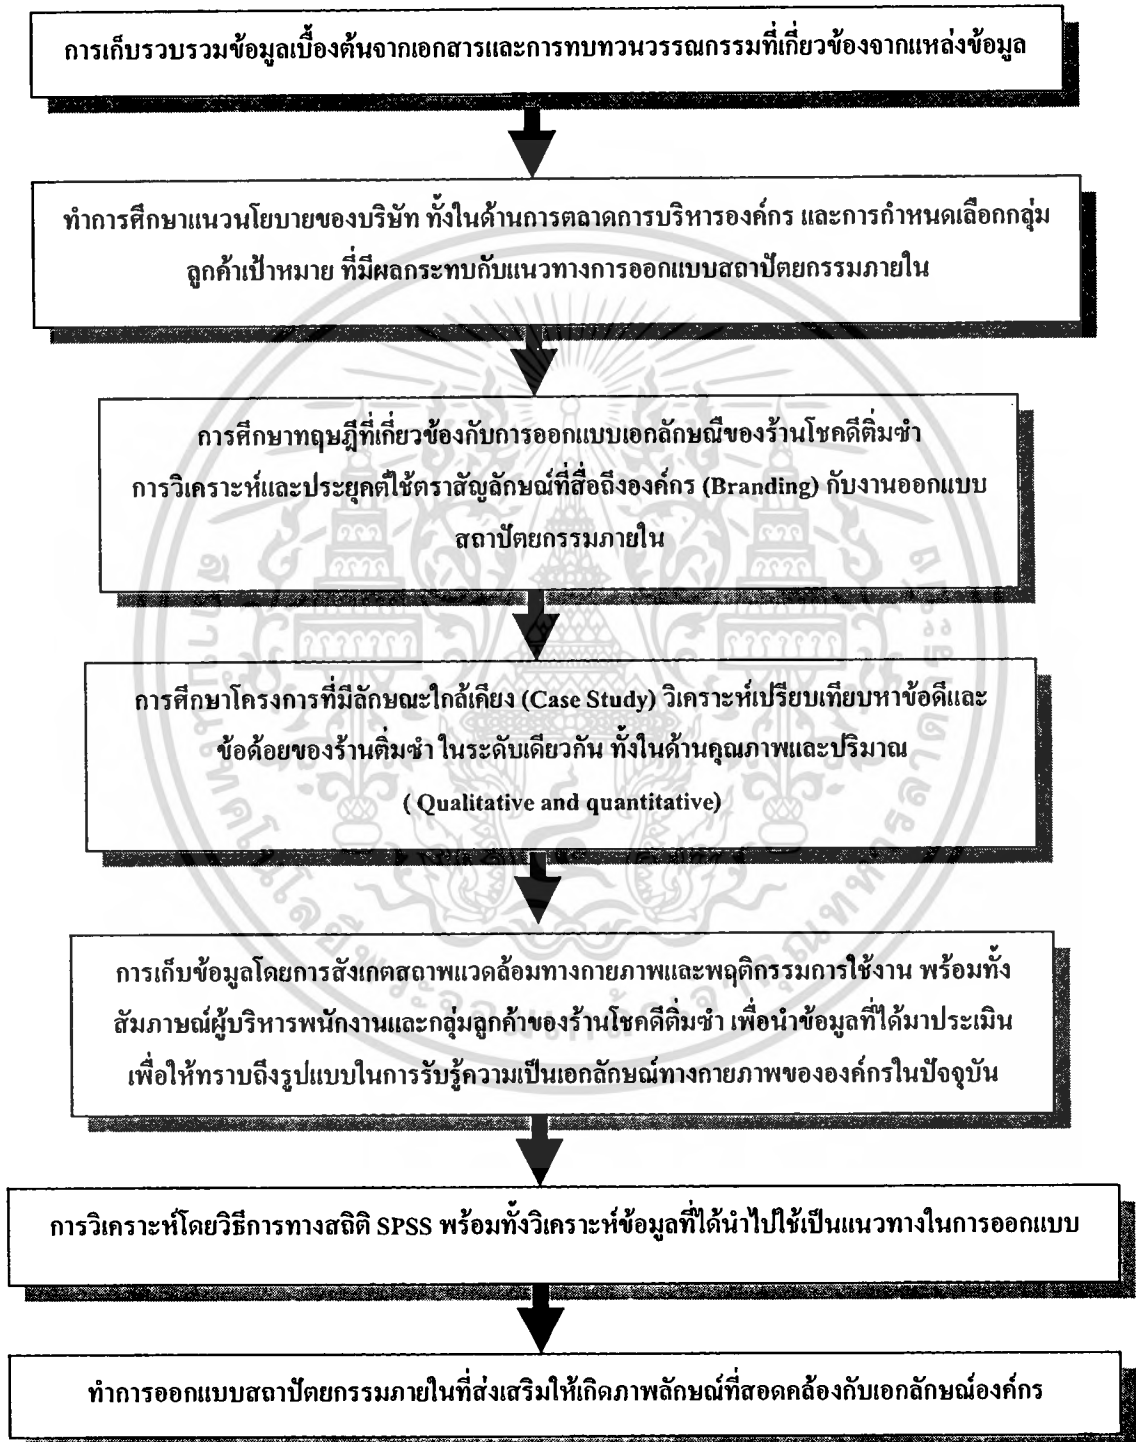 การเก็บรวบรวมข้อมูลเบื้องต้นจากเอกสารและการทบทวนวรรณกรรมที่เกี่ยวข้องจากแหล่งข้อมูล
ทำการศึกษาแนวนโยบายของบริษัท ทั้งในด้านการตลาดการบริหารองค์กร และการกำหนดเลือกกลุ่ม
ลูกค้าเป้าหมาย ที่มีผลกระทบกับแนวทางการออกแบบสถาปัตยกรรมภายใน
การศึกษาทฤษฎีที่เกี่ยวข้องกับการออกแบบเอกลักษณ์ของร้านโชคดีติ่มซำ
การวิเคราะห์และประยุกต์ใช้ตราสัญลักษณ์ที่สื่อถึงองค์กร (Branding) กับงานออกแบบ
สถาปัตยกรรมภายใน
การศึกษาโครงการที่มีลักษณะใกล้เคียง (Case Study) วิเคราะห์เปรียบเทียบหาข้อดีและ
ข้อด้อยของร้านติ่มซำ ในระดับเดียวกัน ทั้งในด้านคุณภาพและปริมาณ
( Qualitative and quantitative)
การเก็บข้อมูลโดยการสังเกตสภาพแวดล้อมทางกายภาพและพฤติกรรมการใช้งาน พร้อมทั้ง
สัมภาษณ์ผู้บริหารพนักงานและกลุ่มลูกค้าของร้านโชคดีติ่มซำ เพื่อนำข้อมูลที่ได้มาประเมิน
เพื่อให้ทราบถึงรูปแบบในการรับรู้ความเป็นเอกลักษณ์ทางกายภาพขององค์กรในปัจจุบัน
การวิเคราะห์โดยวิธีการทางสถิติ SPSS พร้อมทั้งวิเคราะห์ข้อมูลที่ได้นำไปใช้เป็นแนวทางในการออกแบบ
ทำการออกแบบสถาปัตยกรรมภายในที่ส่งเสริมให้เกิดภาพลักษณ์ที่สอดคล้องกับเอกลักษณ์องค์กร